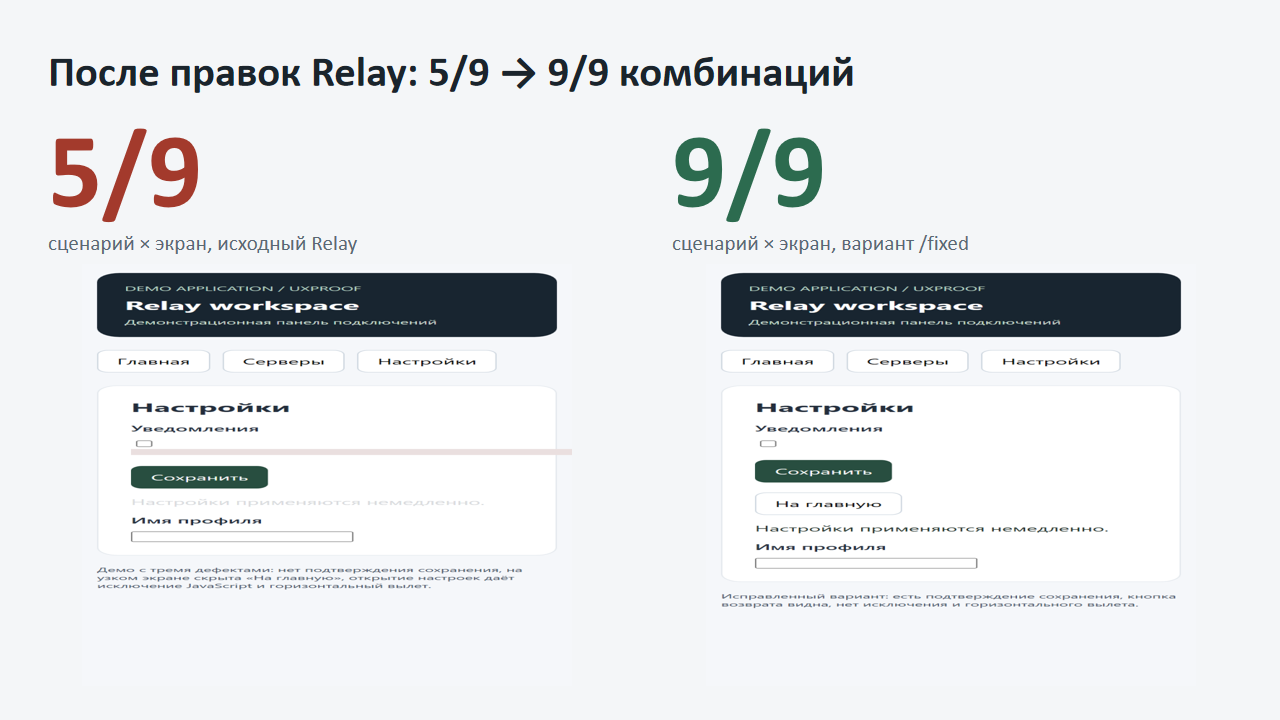 После правок Relay: 5/9 → 9/9 комбинаций
5/9
сценарий × экран, исходный Relay
DEMO APPLICATION / UXPROOF
Relay workspace
Демонстрационная панель подключений
Главная
Серверы
Настройки
Настройки
Уведомления
Сохранить
Настройки применяются немедленно.
Имя профиля
Демо с тремя дефектами: нет подтверждения сохранения, на
узком экране скрыта «На главную», открытие настроек даёт
исключение JavaScript и горизонтальный вылет.
9/9
сценарий × экран, вариант /fixed
DEMO APPLICATION / UXPROOF
Relay workspace
Демонстрационная панель подключений
Главная
Серверы
Настройки
Настройки
Уведомления
Сохранить
На главную
Настройки применяются немедленно.
Имя профиля
Исправленный вариант: есть подтверждение сохранения, кнопка
возврата видна, нет исключения и горизонтального вылета.